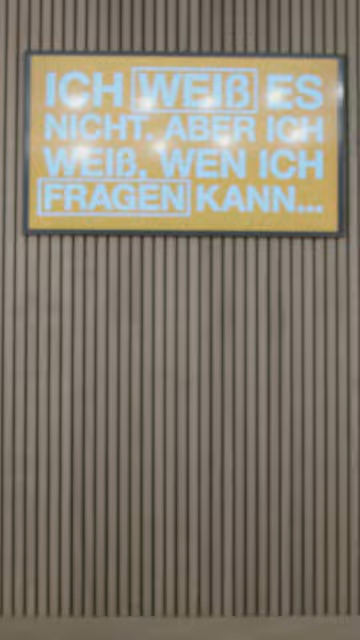 ICH WEIß ES
NICHT, ABER ICH
WEIß, WEN ICH
FRAGEN KANN...